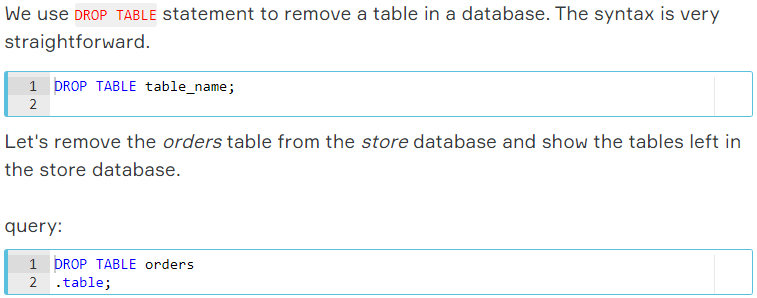 We use DROP TABLE statement to remove a table in a database. The syntax is very
straightforward.
1 DROP TABLE table_name;
2
Let's remove the orders table from the store database and show the tables left in
the store database.
query:
1 DROP TABLE orders
2 .table;